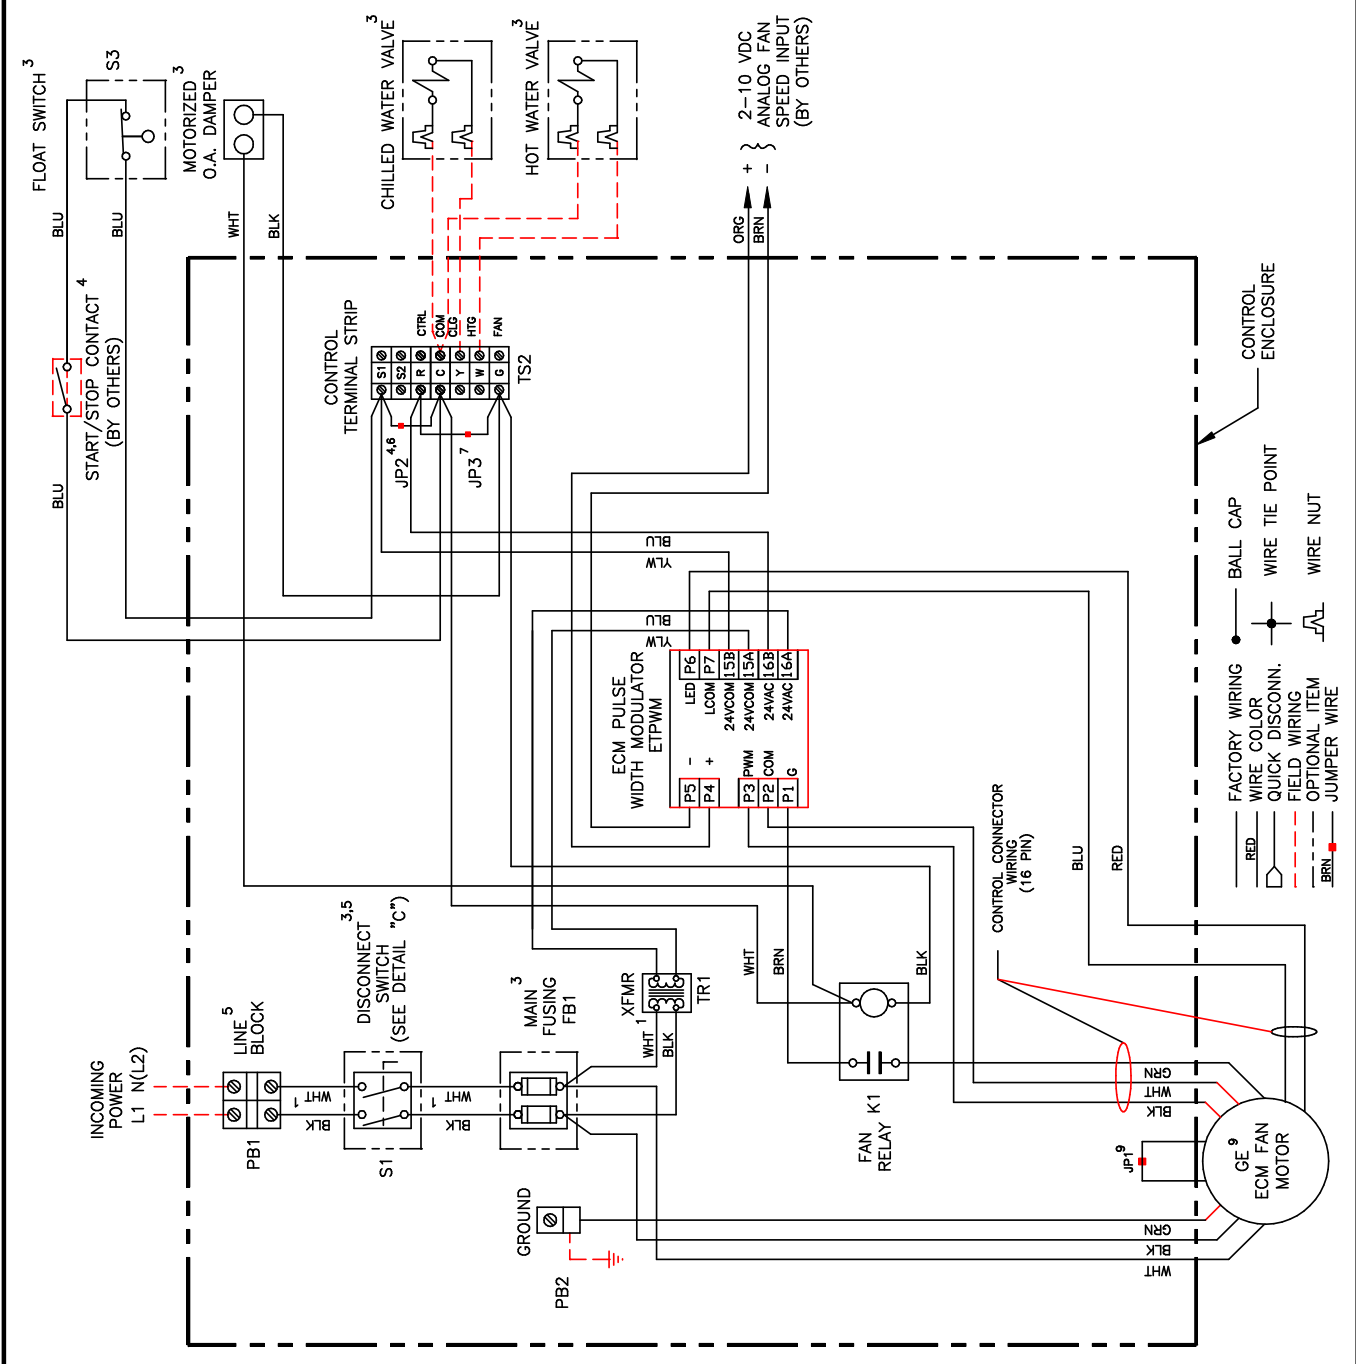 FLOAT SWITCH 3
S3
MOTORIZED 3
O.A. DAMPER
CHILLED WATER VALVE 3
HOT WATER VALVE 3
2-10 VDC
ANALOG FAN
SPEED INPUT
(BY OTHERS)
+
-
BLU
BLU
WHT
BLK
ORG
BRN
START/STOP CONTACT 4
(BY OTHERS)
BLU
CONTROL
TERMINAL STRIP
CTRL
COM
CLG
HTG
FAN
S1
S2
R
C
Y
W
G
TS2
JP2 4,6
JP3 7
CONTROL
ENCLOSURE
BLU
YLW
BLU
YLW
ECM PULSE
WIDTH MODULATOR
ETPWM
LED P6
LCOM P7
24VCOM 15B
24VCOM 15A
24VAC 16B
24VAC 16A
P5 -
P4 +
P3 PWM
P2 COM
P1 G
BALL CAP
WIRE TIE POINT
WIRE NUT
FACTORY WIRING
RED WIRE COLOR
QUICK DISCONN.
FIELD WIRING
OPTIONAL ITEM
BRN JUMPER WIRE
CONTROL CONNECTOR
WIRING
(16 PIN)
BLU
RED
INCOMING
POWER
L1 N(L2)
LINE 5
BLOCK
PB1
DISCONNECT 3,5
SWITCH
(SEE DETAIL "C")
S1
MAIN 3
FUSING
FB1
XFMR
TR1
WHT 1
BLK
WHT 1
BLK
WHT 1
BLK
WHT
BRN
BLK
FAN
RELAY K1
GRN
WHT
BLK
JP1 9
GE 9
ECM FAN
MOTOR
GROUND
PB2
GRN
BLK
WHT